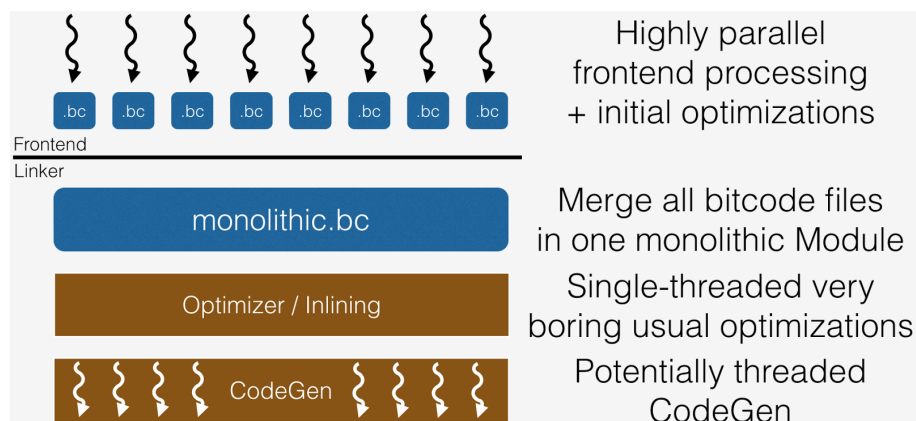 Highly parallel
frontend processing
+ initial optimizations
.bc .bc .bc .bc .bc .bc .bc .bc
Frontend
Linker
monolithic.bc
Merge all bitcode files
in one monolithic Module
Optimizer / Inlining
Single-threaded very
boring usual optimizations
CodeGen
Potentially threaded
CodeGen